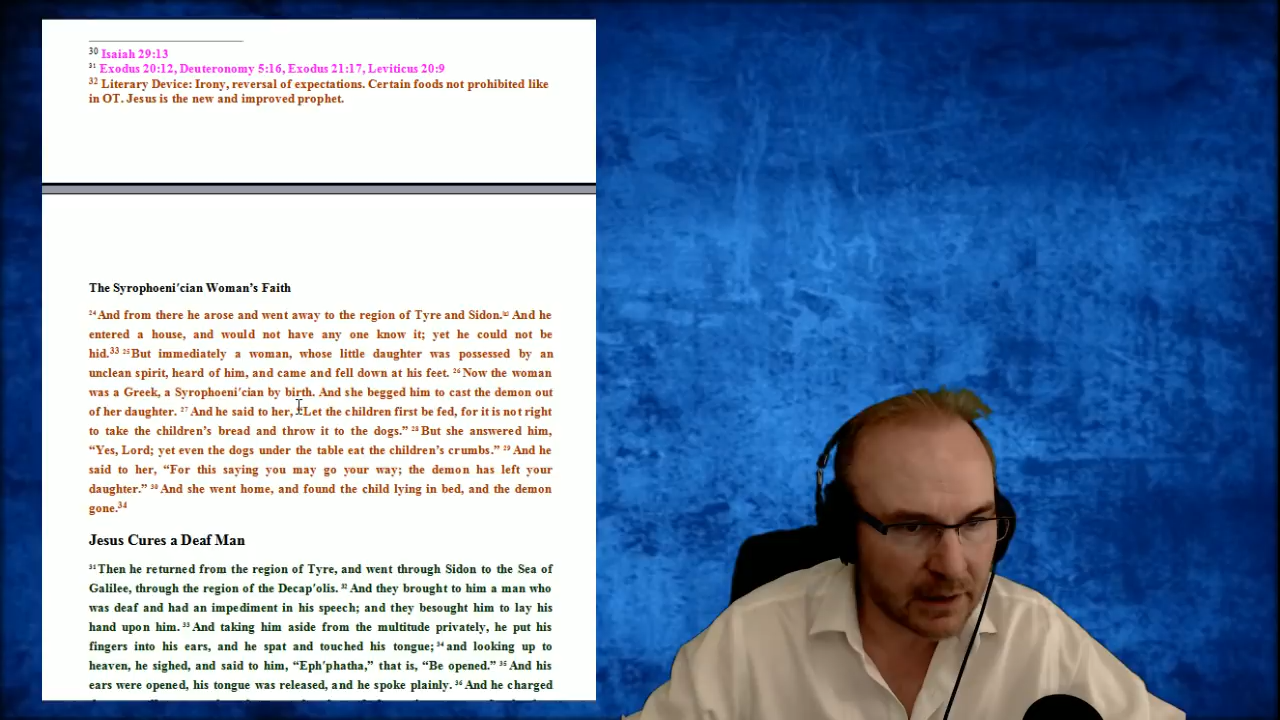 30 Isaiah 29:13
31 Exodus 20:12, Deuteronomy 5:16, Exodus 21:17, Leviticus 20:9
32 Literary Device: Irony, reversal of expectations. Certain foods not prohibited like
in OT. Jesus is the new and improved prophet.
The Syrophoeni′cian Woman’s Faith
24 And from there he arose and went away to the region of Tyre and Sidon. And he
entered a house, and would not have any one know it; yet he could not be
hid.33 25 But immediately a woman, whose little daughter was possessed by an
unclean spirit, heard of him, and came and fell down at his feet. 26 Now the woman
was a Greek, a Syrophoeni′cian by birth. And she begged him to cast the demon out
of her daughter. 27 And he said to her, “Let the children first be fed, for it is not right
to take the children’s bread and throw it to the dogs.” 28 But she answered him,
“Yes, Lord; yet even the dogs under the table eat the children’s crumbs.” 29 And he
said to her, “For this saying you may go your way; the demon has left your
daughter.” 30 And she went home, and found the child lying in bed, and the demon
gone.34
Jesus Cures a Deaf Man
31 Then he returned from the region of Tyre, and went through Sidon to the Sea of
Galilee, through the region of the Decap′olis. 32 And they brought to him a man who
was deaf and had an impediment in his speech; and they besought him to lay his
hand upon him. 33 And taking him aside from the multitude privately, he put his
fingers into his ears, and he spat and touched his tongue; 34 and looking up to
heaven, he sighed, and said to him, “Eph′phatha,” that is, “Be opened.” 35 And his
ears were opened, his tongue was released, and he spoke plainly. 36 And he charged